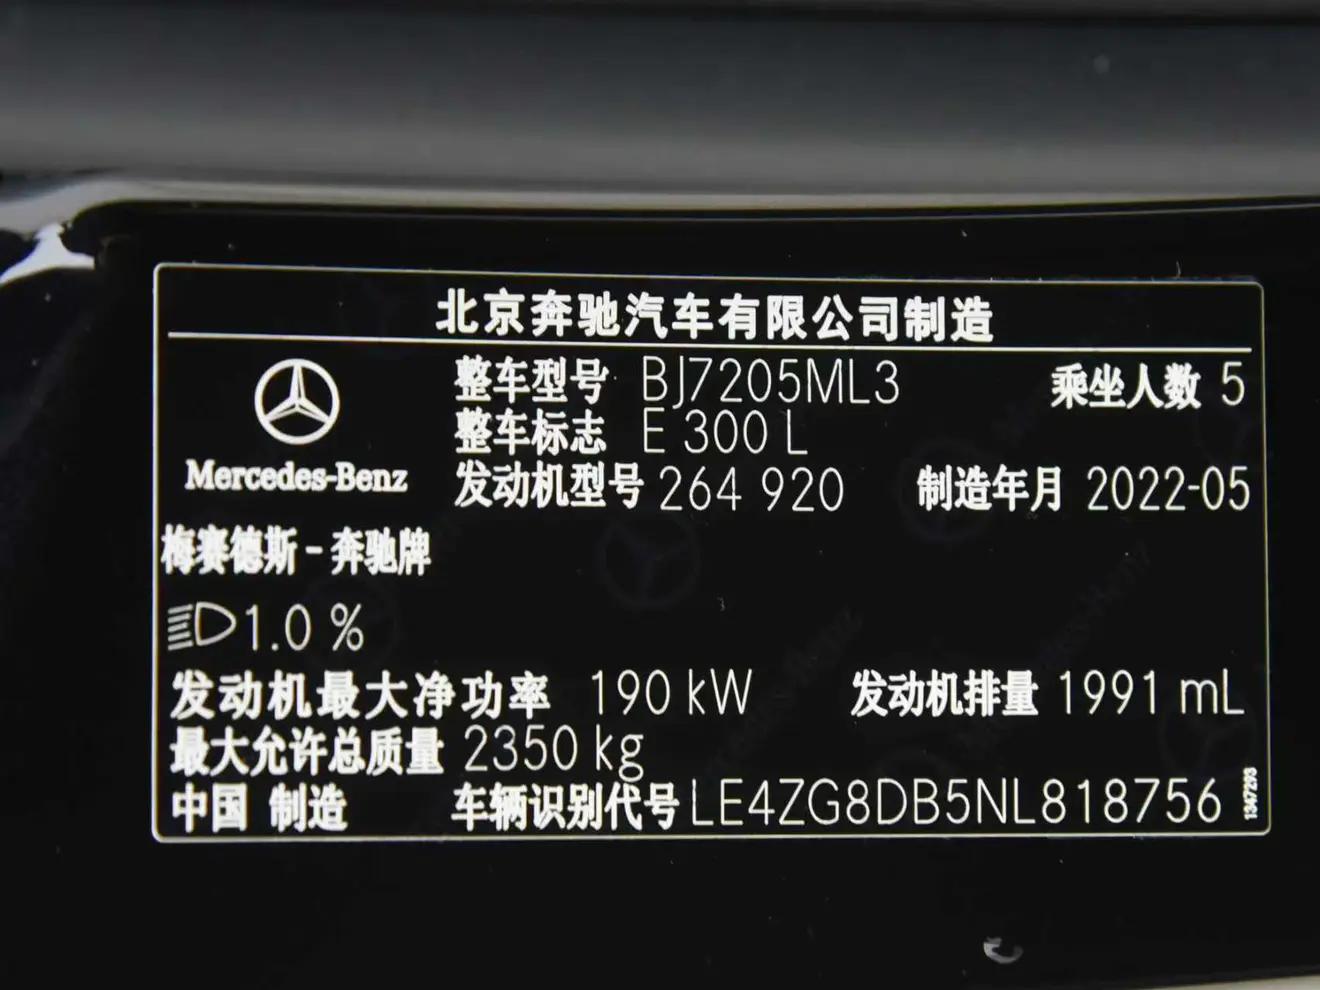 北京奔驰汽车有限公司制造
整车型号 BJ7205ML3 乘坐人数 5
整车标志 E 300 L
Mercedes-Benz
发动机型号 264 920 制造年月 2022-05
梅赛德斯-奔驰牌
1.0 %
发动机最大净功率 190 kW 发动机排量 1991 mL
最大允许总质量 2350 kg
中国 制造 车辆识别代号 LE4ZG8DB5NL818756
1347293